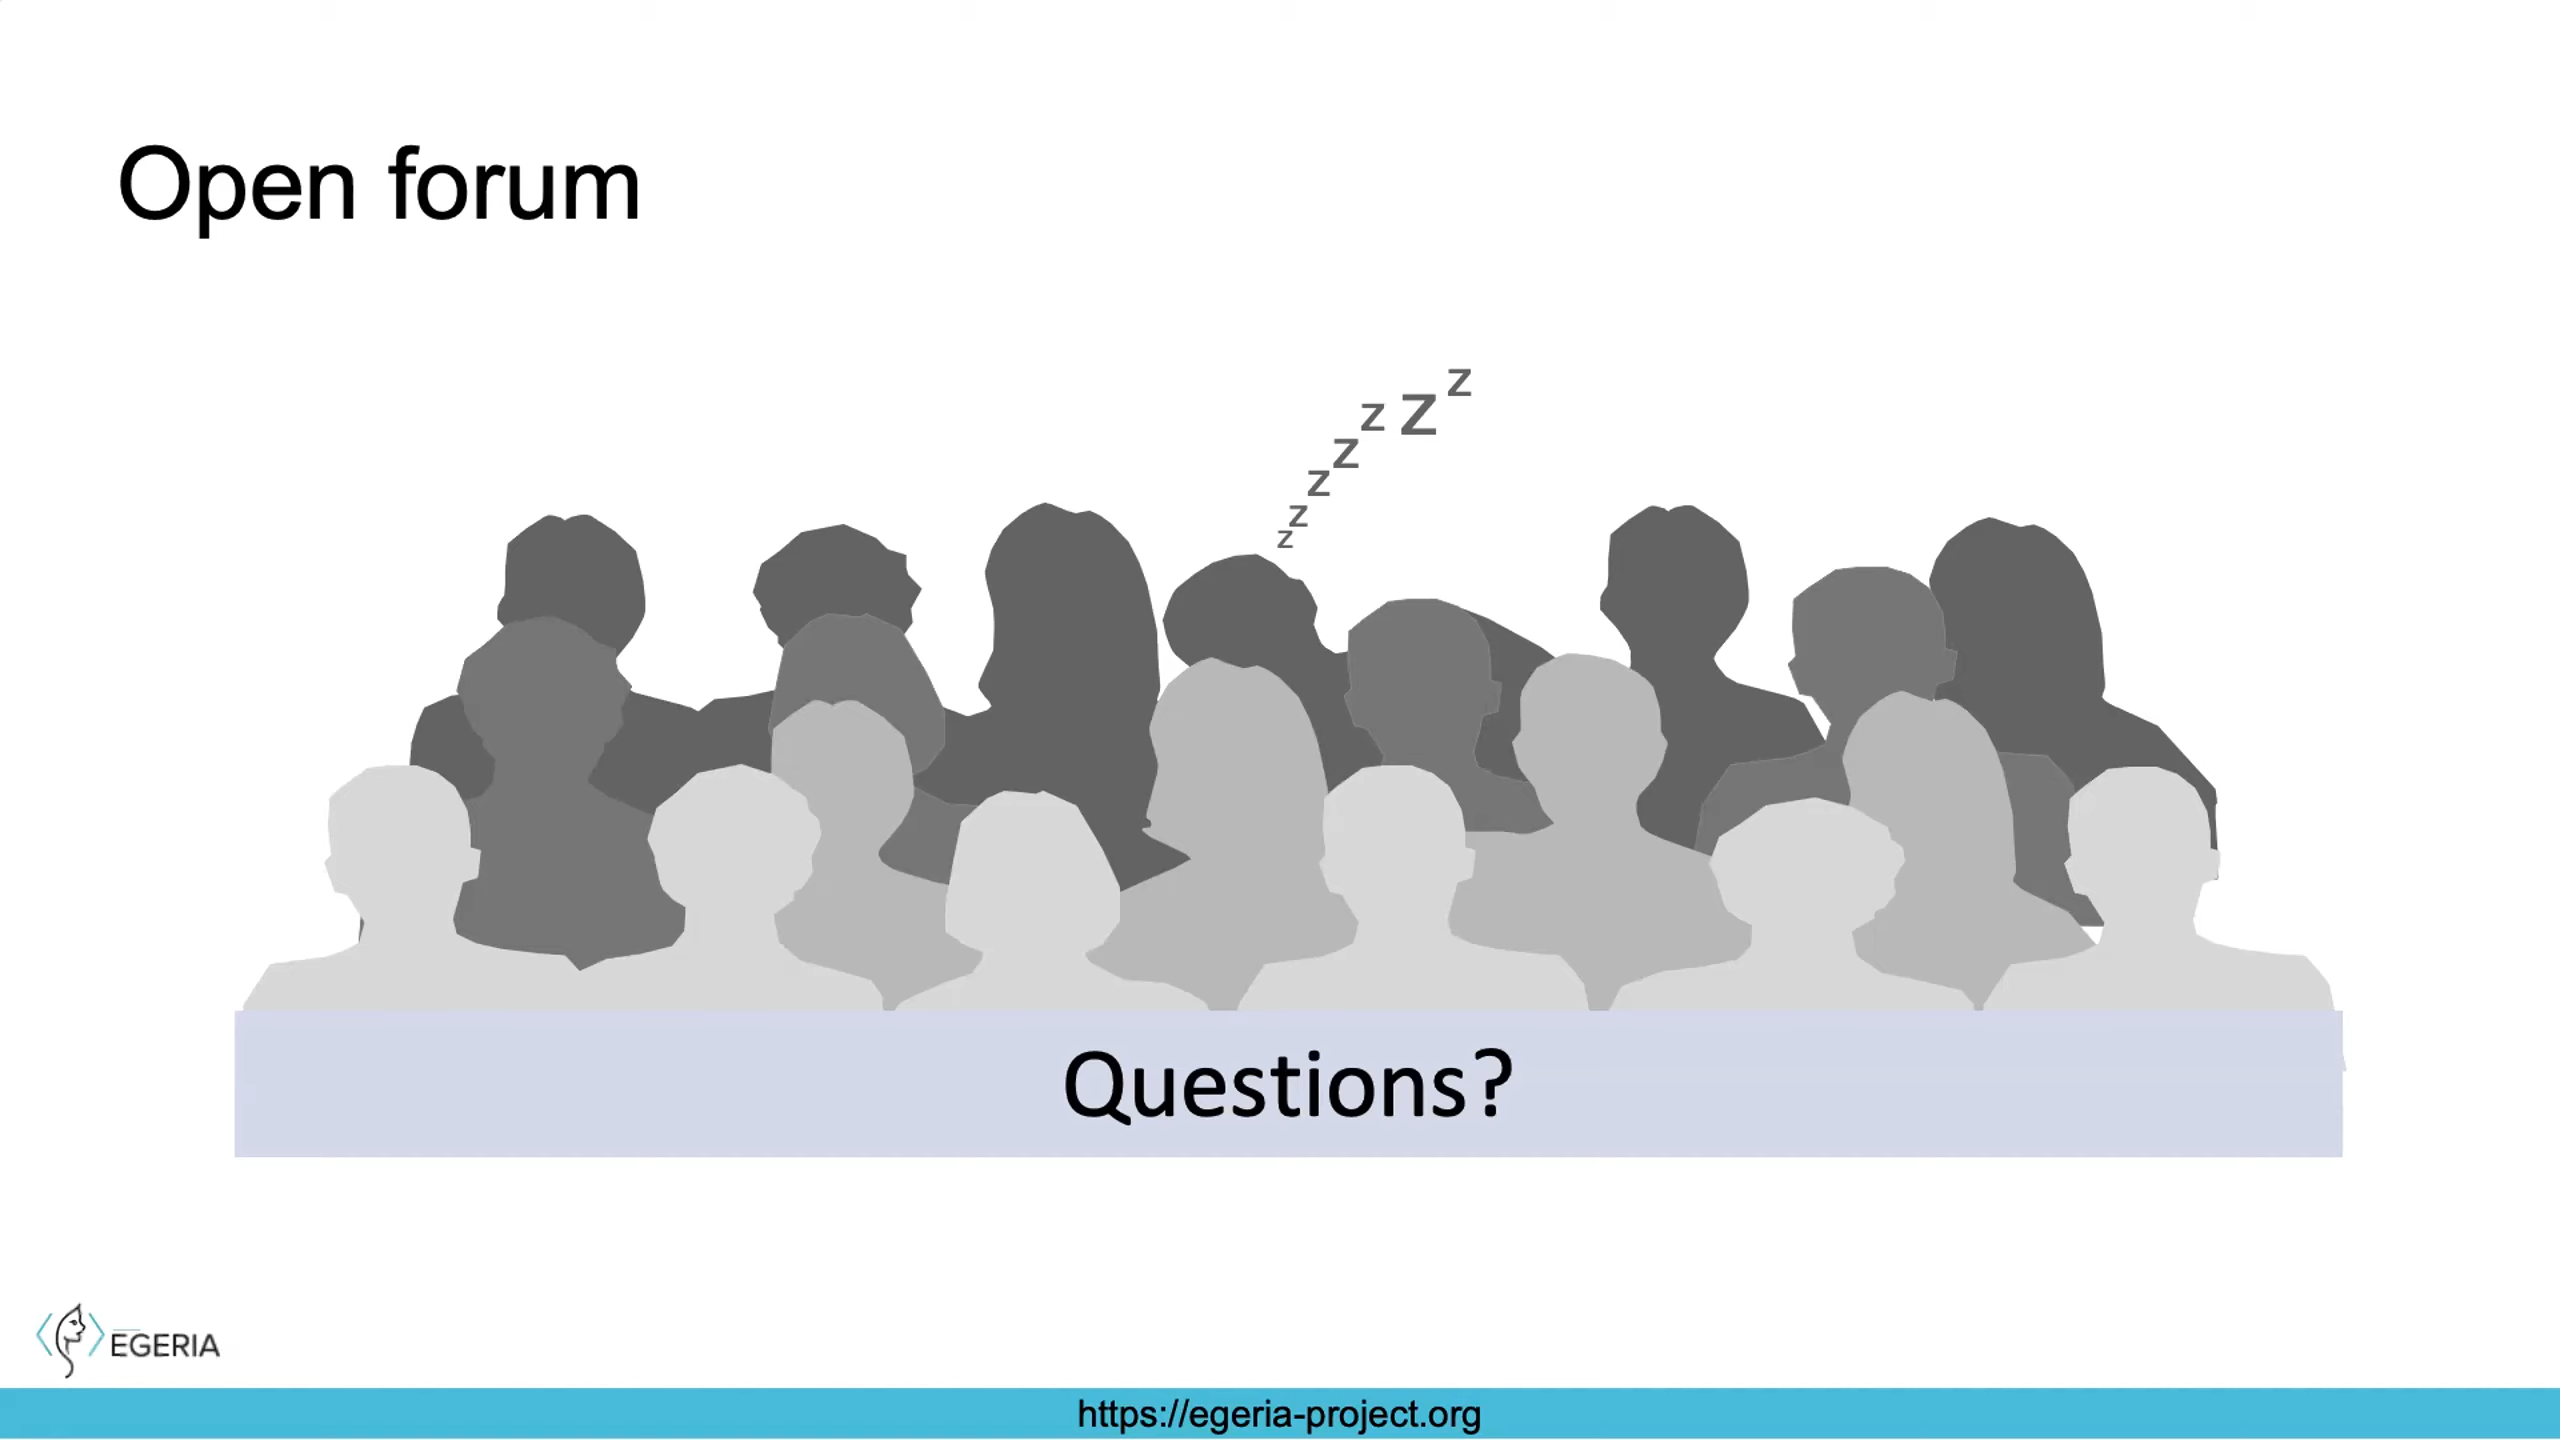 Open forum
z z z z z z z
Questions?
EGERIA
https://egeria-project.org